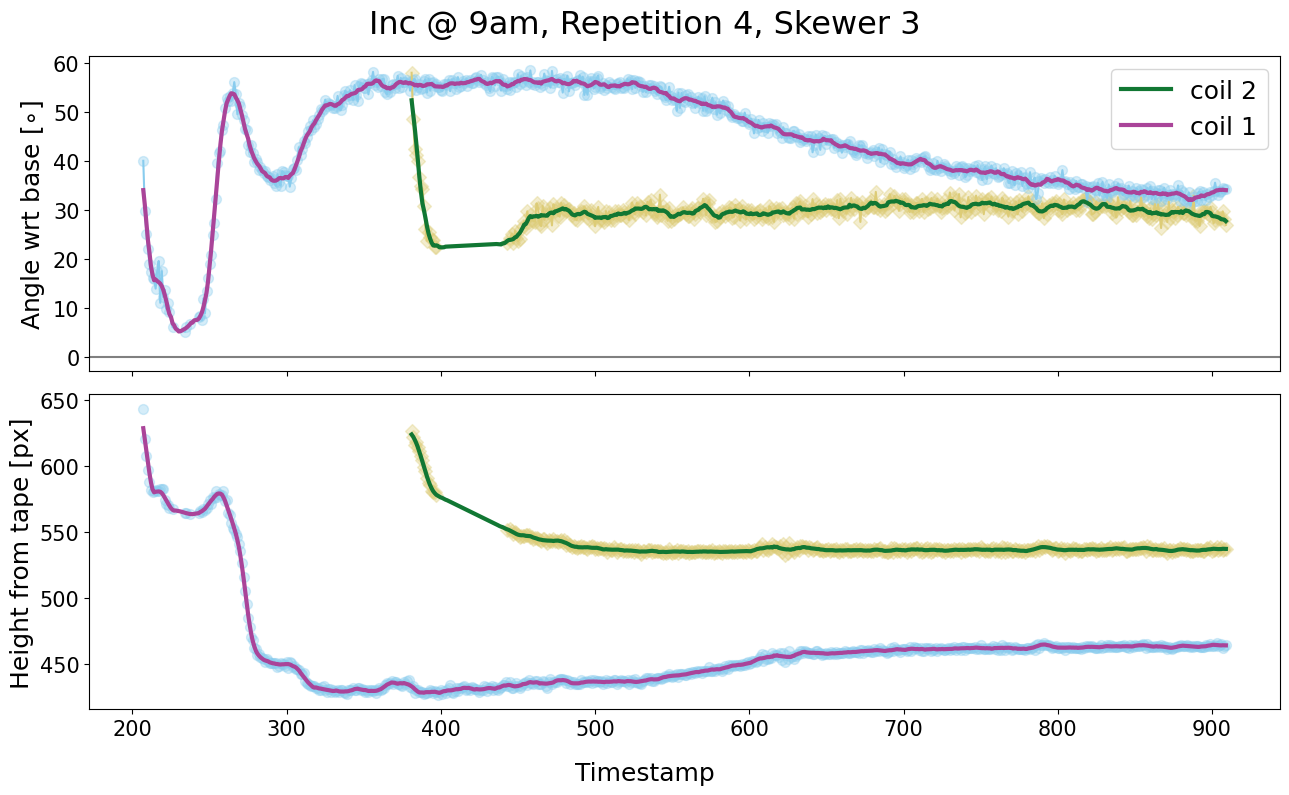 Inc @ 9am, Repetition 4, Skewer 3
Angle wrt base [∘]
60
50
40
30
20
10
0
coil 2
coil 1
Height from tape [px]
650
600
550
500
450
200 300 400 500 600 700 800 900
Timestamp